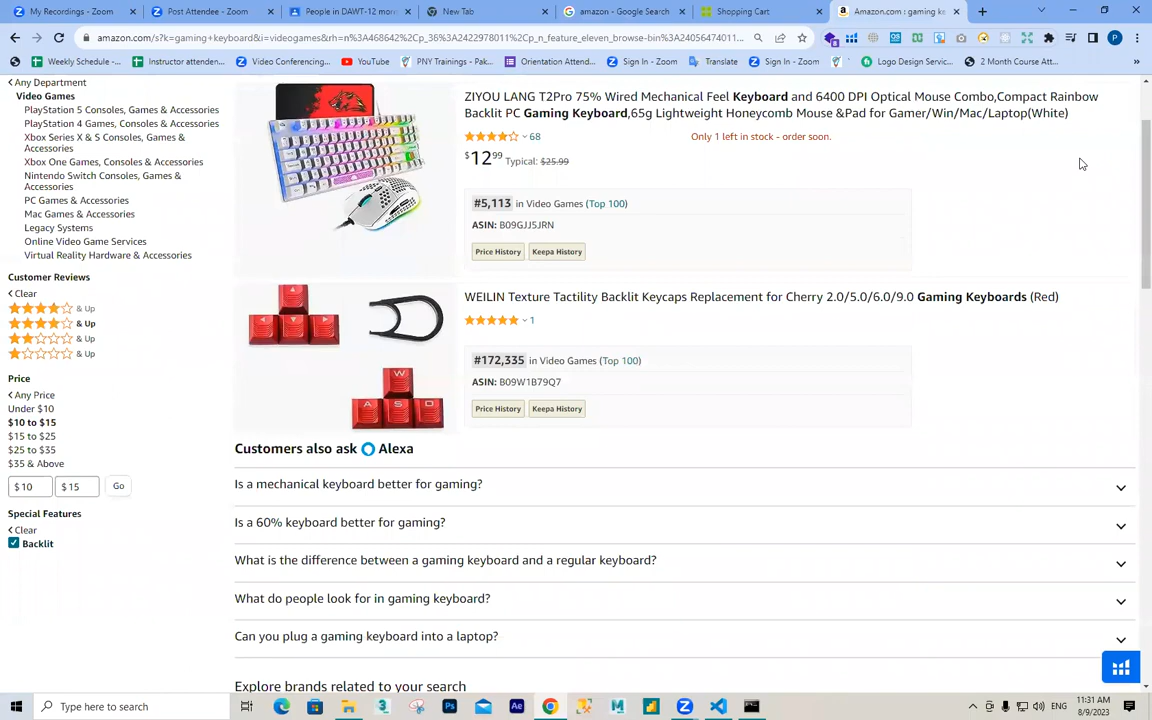 My Recordings - Zoom
Post Attendee - Zoom
People in DAWT-12 mor
New Tab
amazon - Google Search
Shopping Cart
Amazon.com : gaming ke
amazon.com/s?k=gaming+keyboard&i=videogames&rh=n%3A468642%2Cp_36%3A2422978011%2Cp_n_feature_eleven_browse-bin%3A24056474011...
Weekly Schedule -...
Instructor attenden...
Video Conferencing...
YouTube
PNY Trainings - Pak...
Orientation Attend...
Sign In - Zoom
Translate
Sign In - Zoom
Logo Design Servic...
2 Month Course Att...
Any Department
Video Games
PlayStation 5 Consoles, Games & Accessories
PlayStation 4 Games, Consoles & Accessories
Xbox Series X & S Consoles, Games &
Accessories
Xbox One Games, Consoles & Accessories
Nintendo Switch Consoles, Games &
Accessories
PC Games & Accessories
Mac Games & Accessories
Legacy Systems
Online Video Game Services
Virtual Reality Hardware & Accessories
Customer Reviews
Clear
& Up
& Up
& Up
& Up
Price
Any Price
Under $10
$10 to $15
$15 to $25
$25 to $35
$35 & Above
$10
$15
Go
Special Features
Clear
Backlit
ZIYOU LANG T2Pro 75% Wired Mechanical Feel Keyboard and 6400 DPI Optical Mouse Combo,Compact Rainbow
Backlit PC Gaming Keyboard,65g Lightweight Honeycomb Mouse &Pad for Gamer/Win/Mac/Laptop(White)
68
Only 1 left in stock - order soon.
$12 99 Typical: $25.99
#5,113 in Video Games (Top 100)
ASIN: B09GJJ5JRN
Price History
Keepa History
WEILIN Texture Tactility Backlit Keycaps Replacement for Cherry 2.0/5.0/6.0/9.0 Gaming Keyboards (Red)
1
#172,335 in Video Games (Top 100)
ASIN: B09W1B79Q7
Price History
Keepa History
W
A S D
Customers also ask Alexa
Is a mechanical keyboard better for gaming?
Is a 60% keyboard better for gaming?
What is the difference between a gaming keyboard and a regular keyboard?
What do people look for in gaming keyboard?
Can you plug a gaming keyboard into a laptop?
Explore brands related to your search
Type here to search
ENG
11:31 AM
8/9/2023